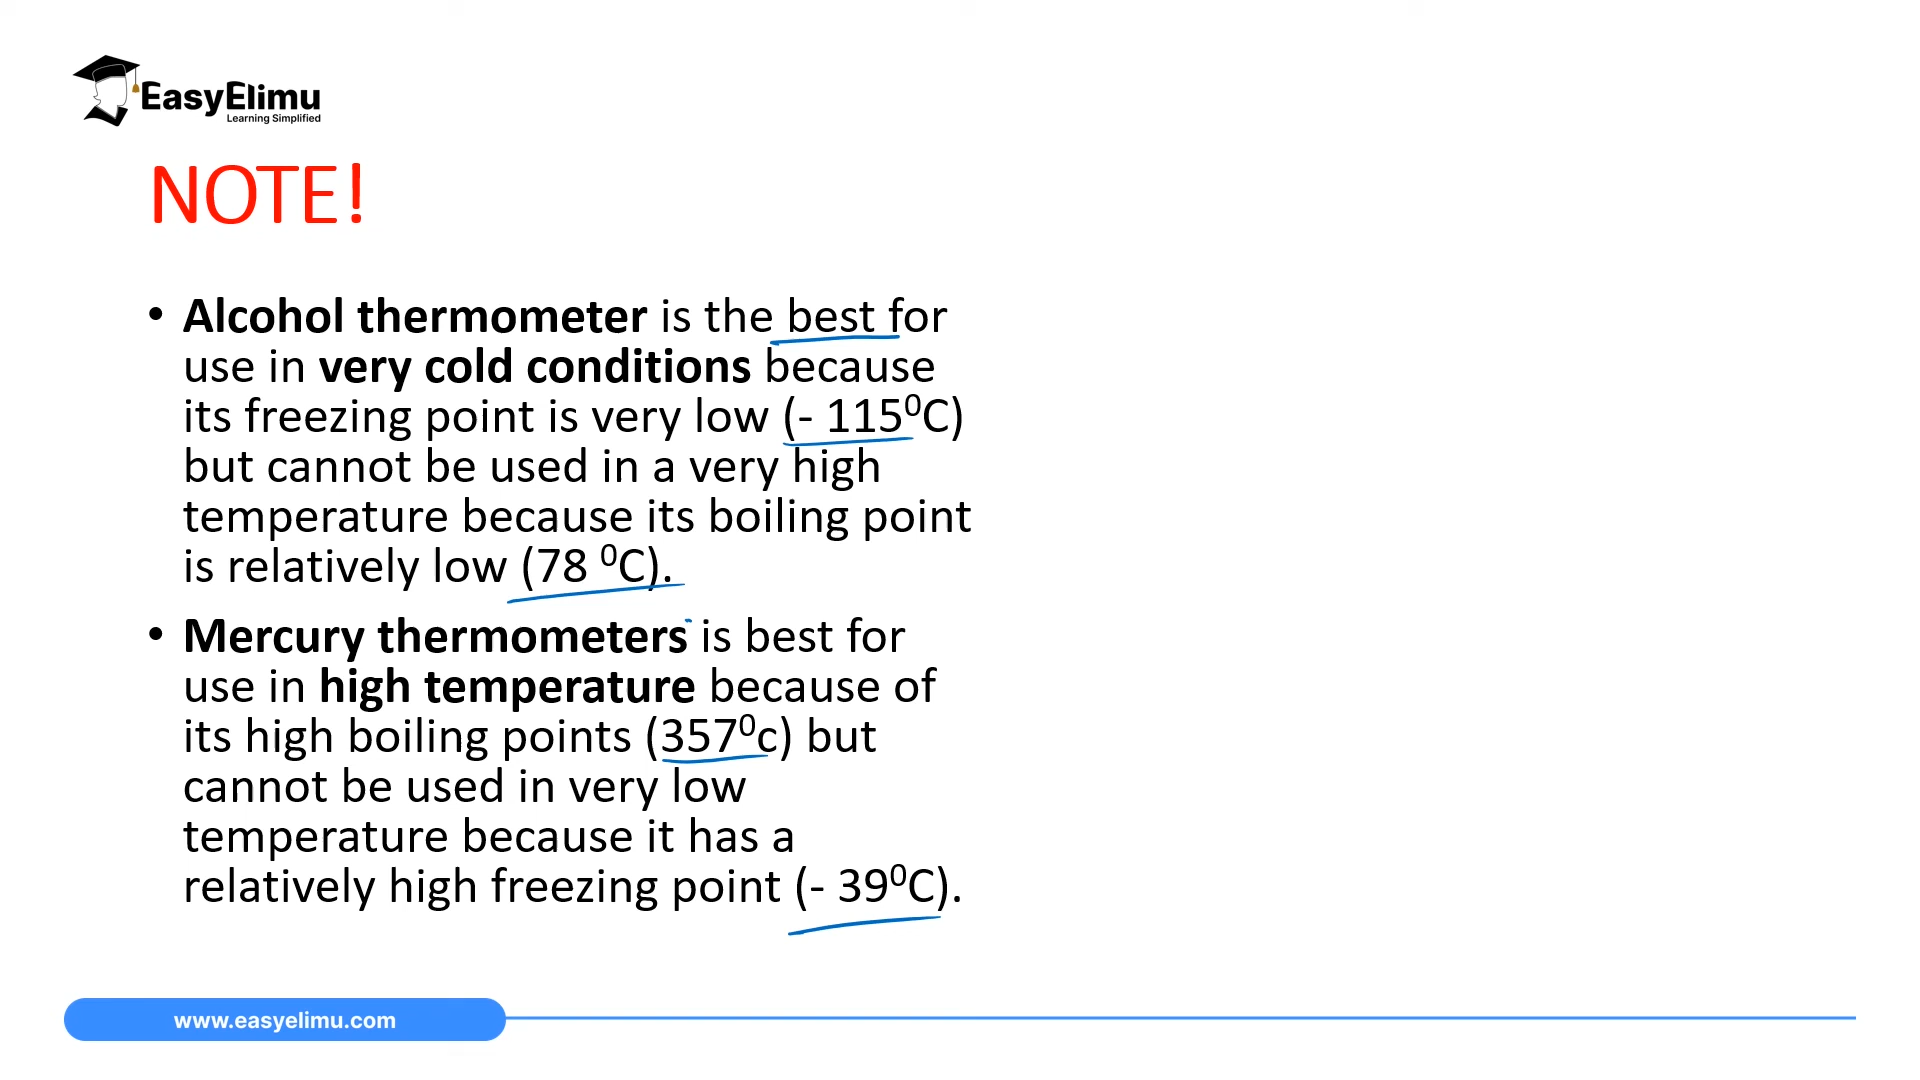 EasyElimu
Learning Simplified
NOTE!
• Alcohol thermometer is the best for
use in very cold conditions because
its freezing point is very low (- 115⁰C)
but cannot be used in a very high
temperature because its boiling point
is relatively low (78 ⁰C).
• Mercury thermometers is best for
use in high temperature because of
its high boiling points (357⁰c) but
cannot be used in very low
temperature because it has a
relatively high freezing point (- 39⁰C).
www.easyelimu.com